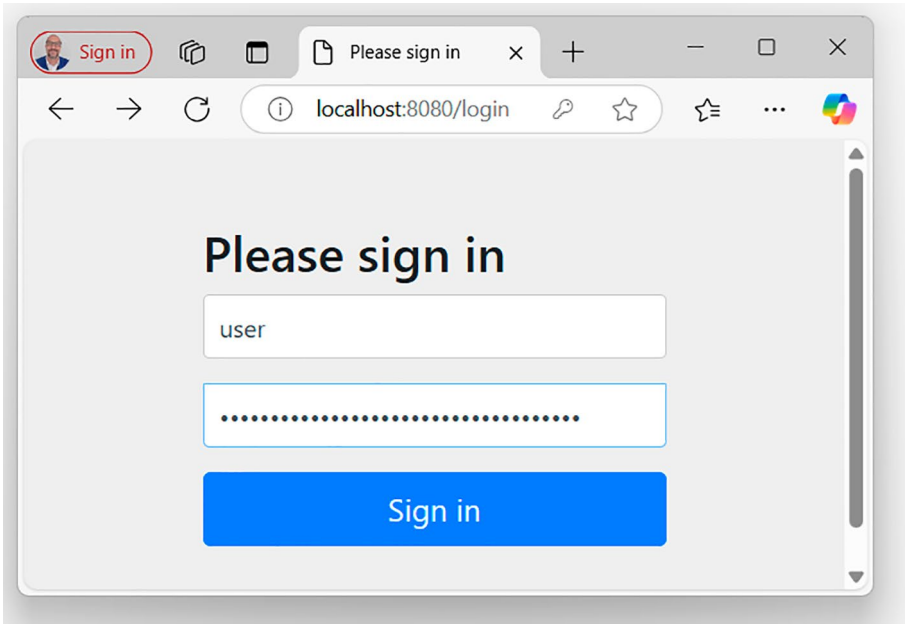 Sign in
Please sign in
localhost:8080/login
Please sign in
user
••••••••••••••••••••••••••••••••••••
Sign in